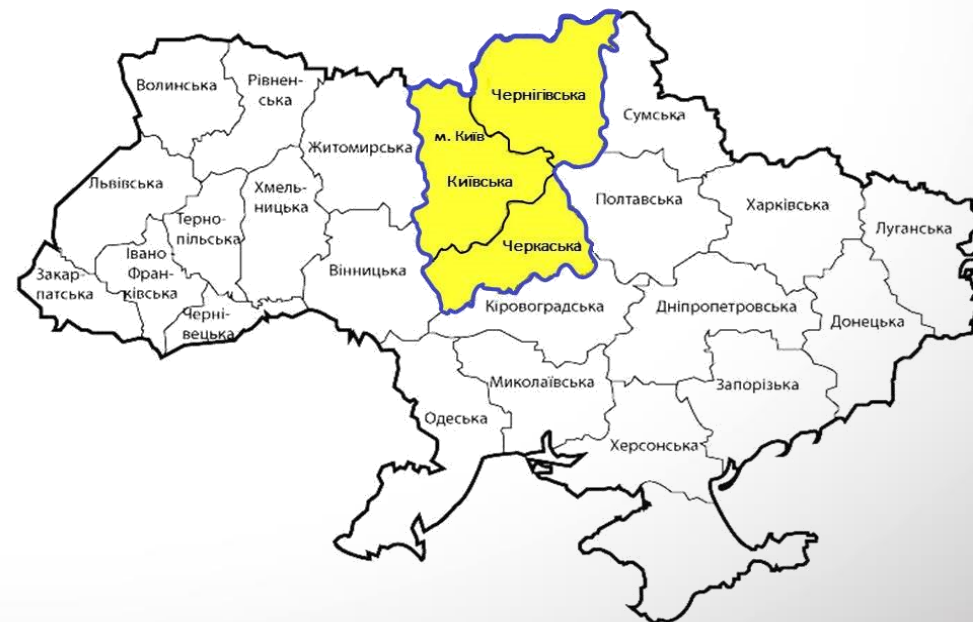 Волинська
Рівнен-
ська
Житомирська
м. Київ
Київська
Чернігівська
Сумська
Львівська
Терно-
пільська
Хмель-
ницька
Вінницька
Черкаська
Полтавська
Харківська
Луганська
Закар-
патська
Івано
Фран-
ківська
Черні-
вецька
Кіровоградська
Дніпропетровська
Донецька
Одеська
Миколаївська
Запорізька
Херсонська